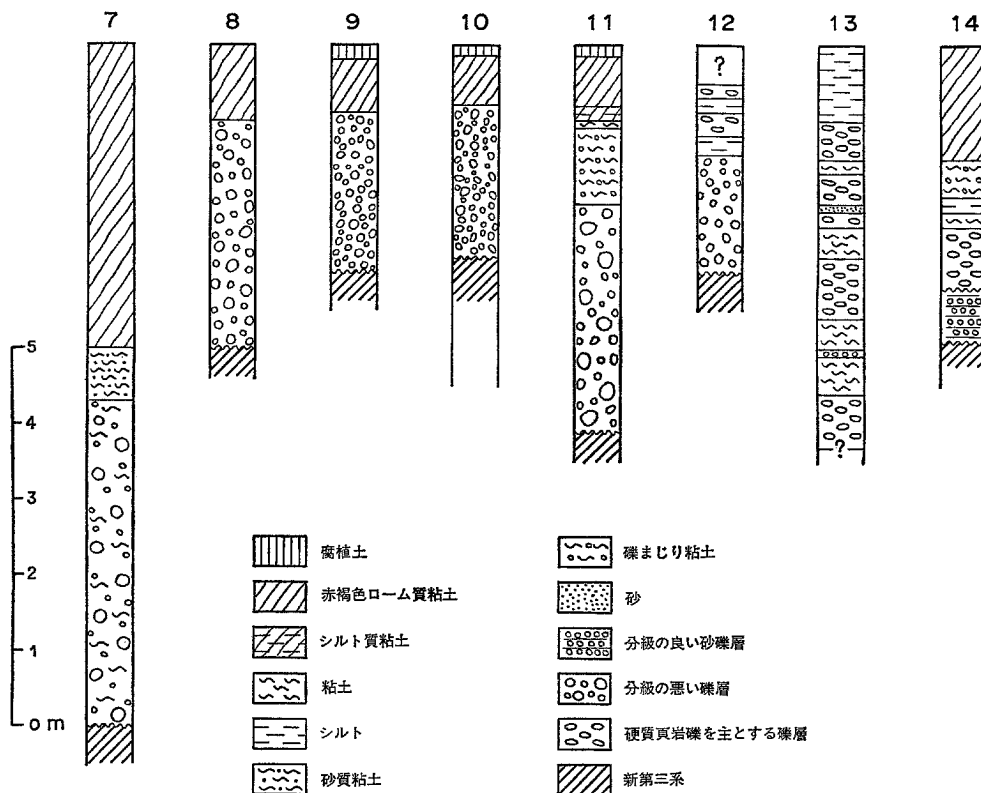 7 8 9 10 11 12 13 14
?
5
4
3
2
1
0 m
?
腐植土
赤褐色ローム質粘土
シルト質粘土
粘土
シルト
砂質粘土
礫まじり粘土
砂
分級の良い砂礫層
分級の悪い礫層
硬質頁岩礫を主とする礫層
新第三系